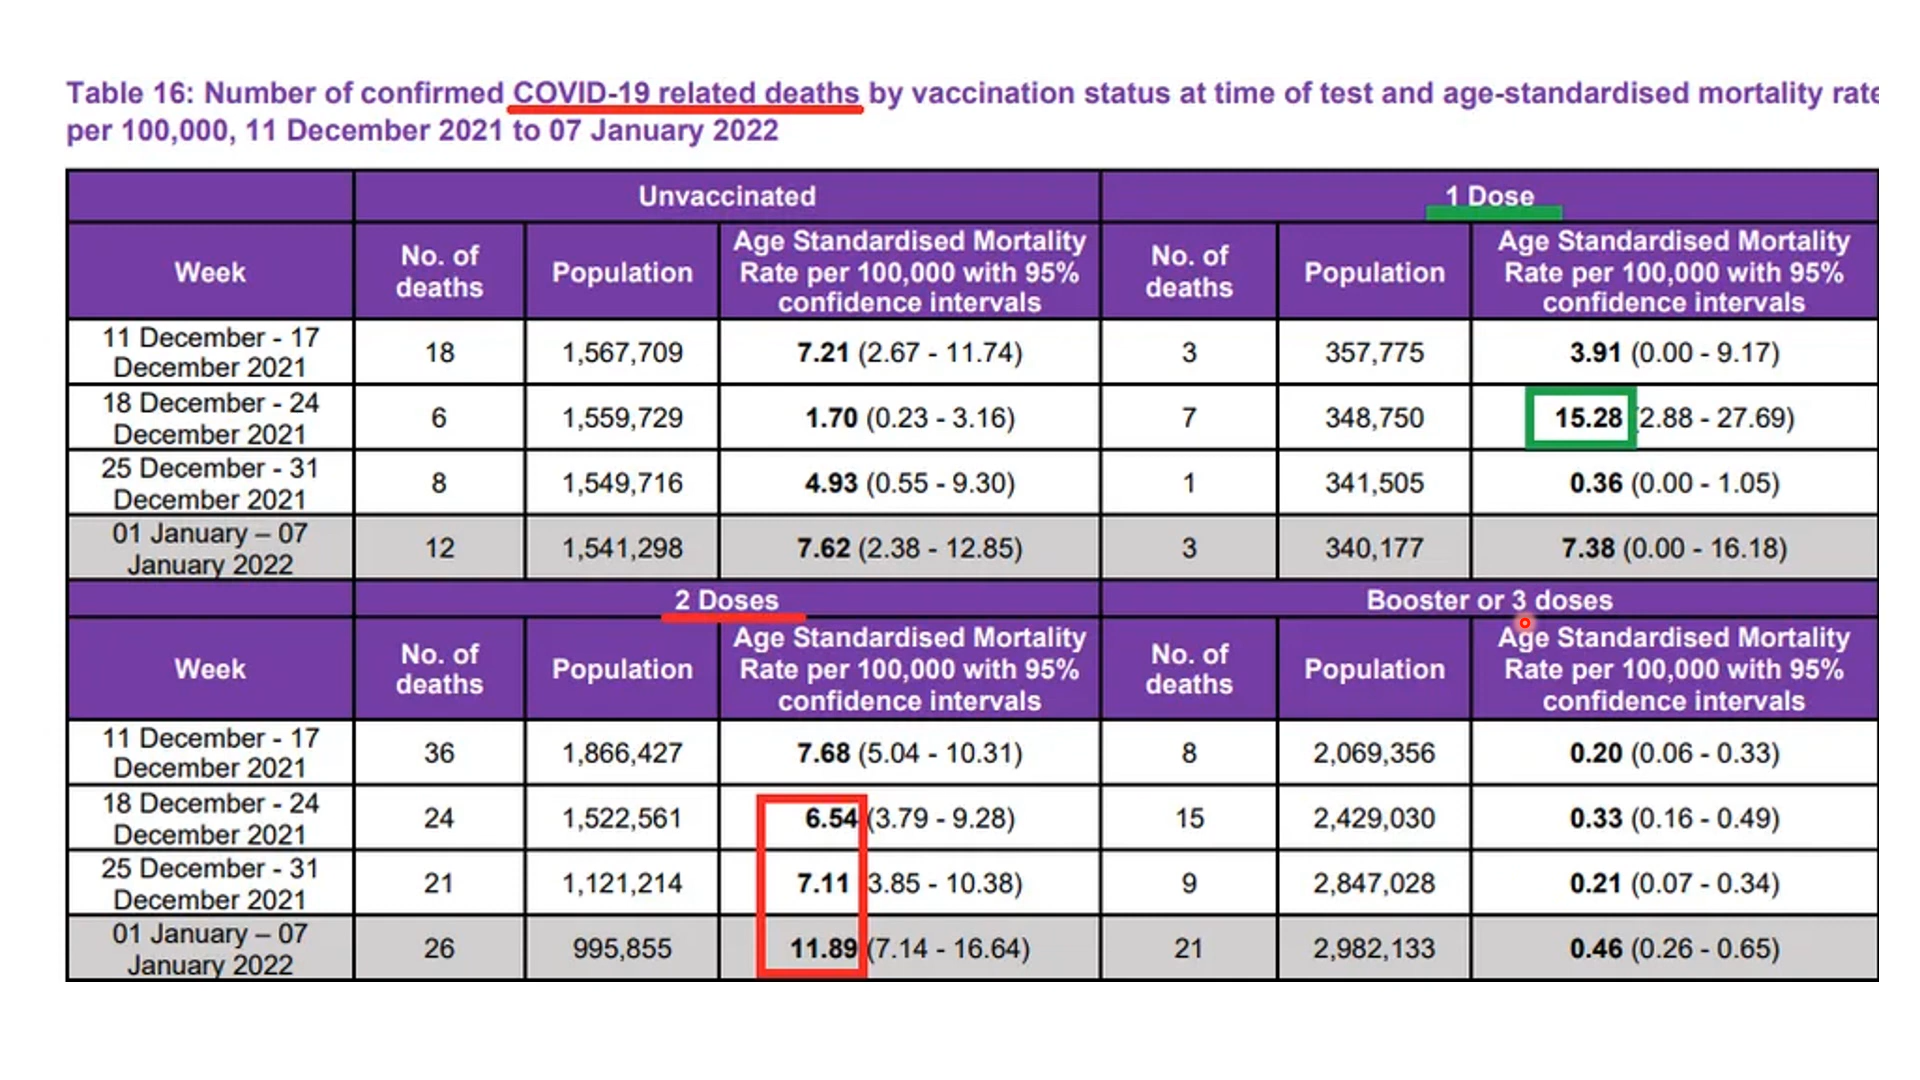 Table 16: Number of confirmed COVID-19 related deaths by vaccination status at time of test and age-standardised mortality rate
per 100,000, 11 December 2021 to 07 January 2022
Unvaccinated 1 Dose
Week No. of deaths Population Age Standardised Mortality Rate per 100,000 with 95% confidence intervals No. of deaths Population Age Standardised Mortality Rate per 100,000 with 95% confidence intervals
11 December - 17 December 2021 18 1,567,709 7.21 (2.67 - 11.74) 3 357,775 3.91 (0.00 - 9.17)
18 December - 24 December 2021 6 1,559,729 1.70 (0.23 - 3.16) 7 348,750 15.28 (2.88 - 27.69)
25 December - 31 December 2021 8 1,549,716 4.93 (0.55 - 9.30) 1 341,505 0.36 (0.00 - 1.05)
01 January – 07 January 2022 12 1,541,298 7.62 (2.38 - 12.85) 3 340,177 7.38 (0.00 - 16.18)
2 Doses Booster or 3 doses
Week No. of deaths Population Age Standardised Mortality Rate per 100,000 with 95% confidence intervals No. of deaths Population Age Standardised Mortality Rate per 100,000 with 95% confidence intervals
11 December - 17 December 2021 36 1,866,427 7.68 (5.04 - 10.31) 8 2,069,356 0.20 (0.06 - 0.33)
18 December - 24 December 2021 24 1,522,561 6.54 (3.79 - 9.28) 15 2,429,030 0.33 (0.16 - 0.49)
25 December - 31 December 2021 21 1,121,214 7.11 (3.85 - 10.38) 9 2,847,028 0.21 (0.07 - 0.34)
01 January – 07 January 2022 26 995,855 11.89 (7.14 - 16.64) 21 2,982,133 0.46 (0.26 - 0.65)